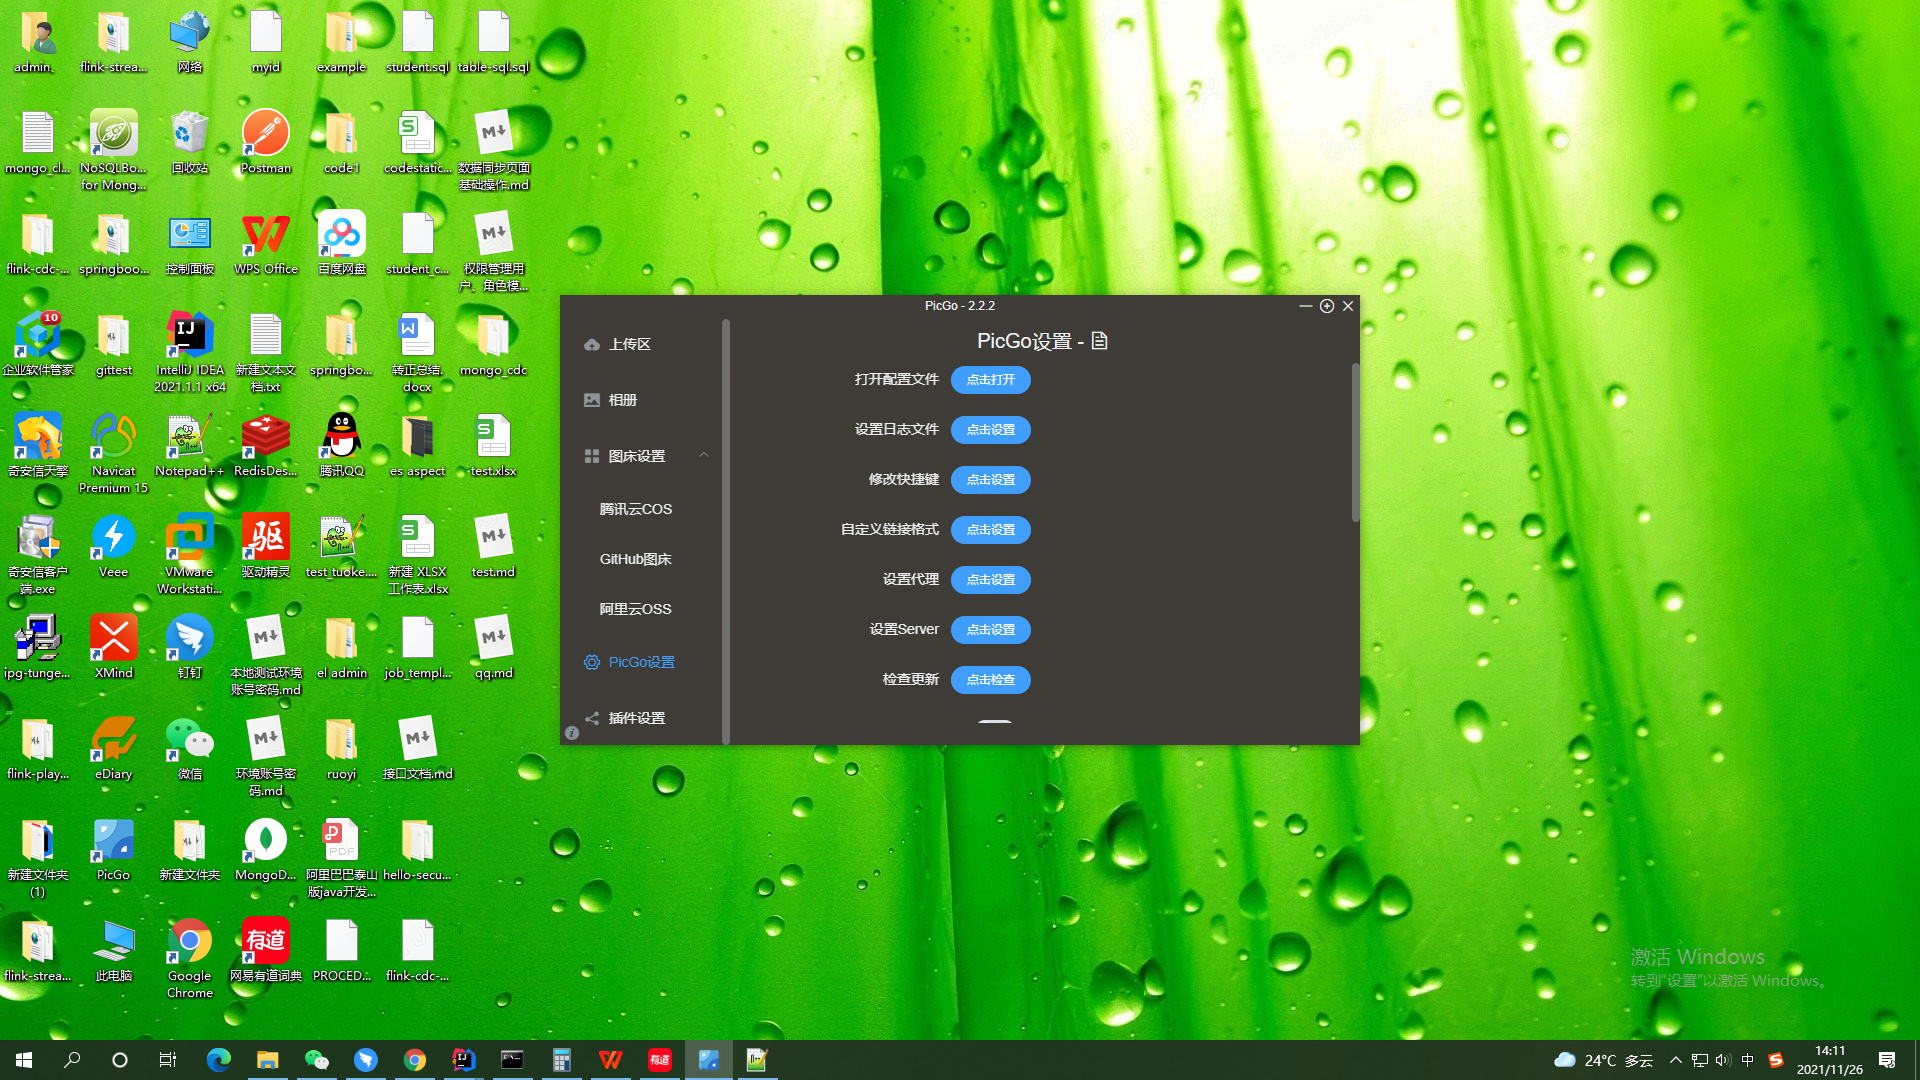 admin、
flink-strea...
网络
myid
example
student.sql
table-sql.sql
mongo_cl...
NoSQLBo...
for Mong...
回收站
Postman
code1
codestatic...
数据同步页面
基础操作.md
flink-cdc-...
springboo...
控制面板
WPS Office
百度网盘
student_c...
权限管理用
户、角色模...
10
企业软件管家
gittest
IntelliJ IDEA
2021.1.1 x64
新建文本文
档.txt
springbo...
转正总结.
docx
mongo_cdc
奇安信天擎
Navicat
Premium 15
Notepad++
RedisDes...
腾讯QQ
es aspect
test.xlsx
奇安信客户
端.exe
Veee
VMware
Workstati...
驱
驱动精灵
test_tuoke....
新建 XLSX
工作表.xlsx
test.md
ipg-tunge...
XMind
钉钉
本地测试环境
账号密码.md
el admin
job_templ...
qq.md
flink-play...
eDiary
微信
环境账号密
码.md
ruoyi
接口文档.md
新建文件夹
(1)
PicGo
新建文件夹
MongoD...
PDF
阿里巴巴泰山
版java开发...
hello-secu...
flink-strea...
此电脑
Google
Chrome
有道
网易有道词典
PROCED...
flink-cdc-...
PicGo - 2.2.2
上传区
相册
图床设置
腾讯云COS
GitHub图床
阿里云OSS
PicGo设置
插件设置
PicGo设置 -
打开配置文件 点击打开
设置日志文件 点击设置
修改快捷键 点击设置
自定义链接格式 点击设置
设置代理 点击设置
设置Server 点击设置
检查更新 点击检查
激活 Windows
转到"设置"以激活 Windows。
有道
24°C 多云
中
14:11
2021/11/26